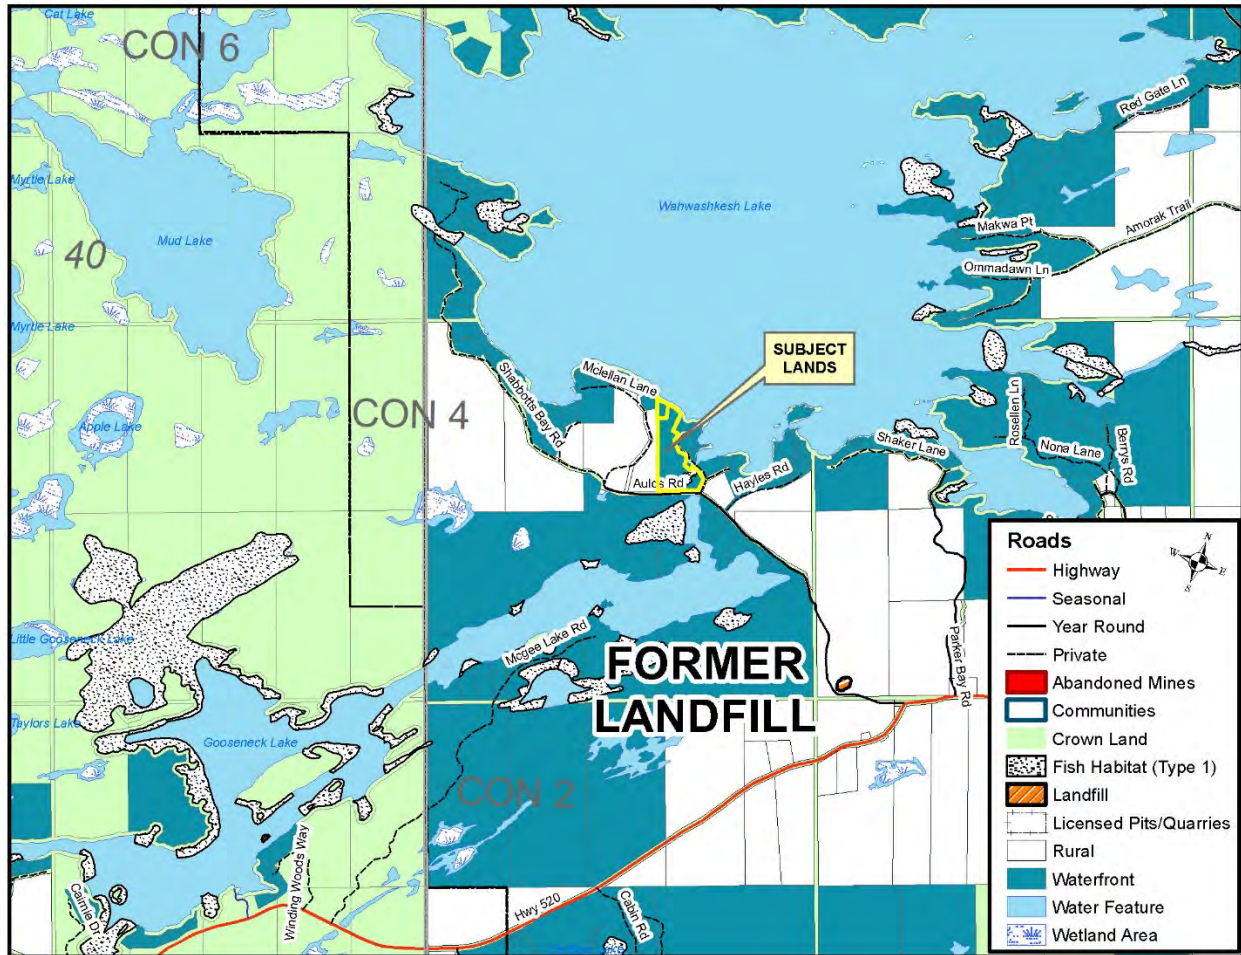 Cat Lake
CON 6
Red Gate Ln
Myrtle Lake
Wahwashkesh Lake
Makwa Pt
Amorak Trail
Mud Lake
40
Ommadawn Ln
Myrtle Lake
SUBJECT
LANDS
Mclellan Lane
Shabbotts Bay Rd
CON 4
Apple Lake
Rosellen Ln
Shaker Lane
Nona Lane
Berrys Rd
Hayles Rd
Aulds Rd
Little Gooseneck Lake
Mcgee Lake Rd
Parker Bay Rd
FORMER
LANDFILL
Taylors Lake
Gooseneck Lake
CON 2
Winding Woods Way
Cairnie Dr
Hwy 520
Cabin Rd
Roads
N
W
E
S
Highway
Seasonal
Year Round
Private
Abandoned Mines
Communities
Crown Land
Fish Habitat (Type 1)
Landfill
Licensed Pits/Quarries
Rural
Waterfront
Water Feature
Wetland Area